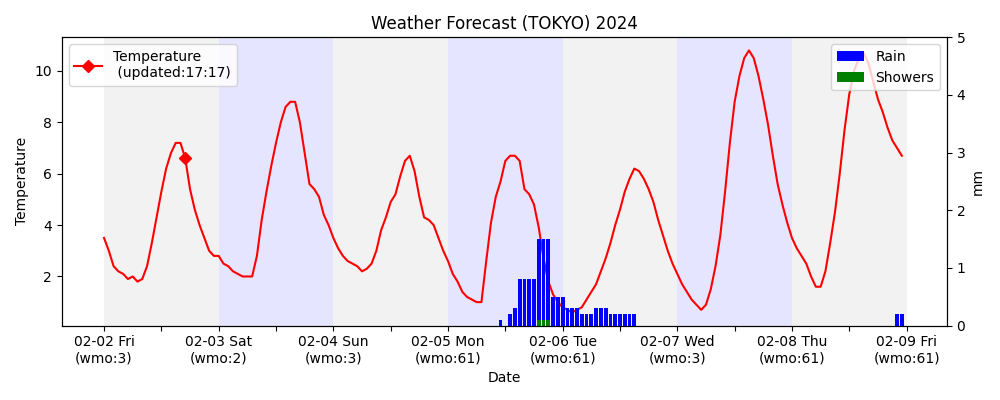 Weather Forecast (TOKYO) 2024
Temperature
(updated:17:17)
Rain
Showers
10
8
6
4
2
Temperature
5
4
3
2
1
0
mm
02-02 Fri
(wmo:3)
02-03 Sat
(wmo:2)
02-04 Sun
(wmo:3)
02-05 Mon
(wmo:61)
02-06 Tue
(wmo:61)
02-07 Wed
(wmo:3)
02-08 Thu
(wmo:61)
02-09 Fri
(wmo:61)
Date